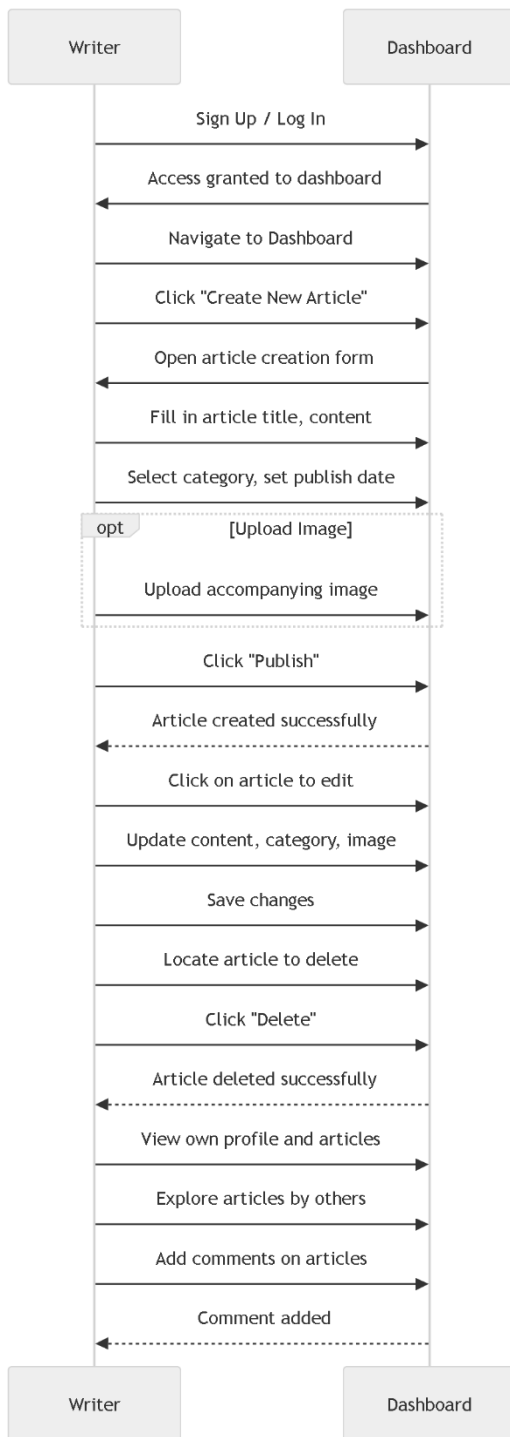 Writer
Dashboard
Sign Up / Log In
Access granted to dashboard
Navigate to Dashboard
Click "Create New Article"
Open article creation form
Fill in article title, content
Select category, set publish date
opt
[Upload Image]
Upload accompanying image
Click "Publish"
Article created successfully
Click on article to edit
Update content, category, image
Save changes
Locate article to delete
Click "Delete"
Article deleted successfully
View own profile and articles
Explore articles by others
Add comments on articles
Comment added
Writer
Dashboard